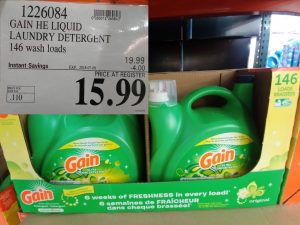 1226084
GAIN HE LIQUID
LAUNDRY DETERGENT
146 wash loads
19.99
Instant Savings
-4.00
PRICE AT REGISTER
.110
15.99
146
LOADS
BRASSÉES
Gain
Gain
Gain
original
6 weeks of FRESHNESS in every load!
6 semaines de FRAÎCHEUR
dans chaque brassée!